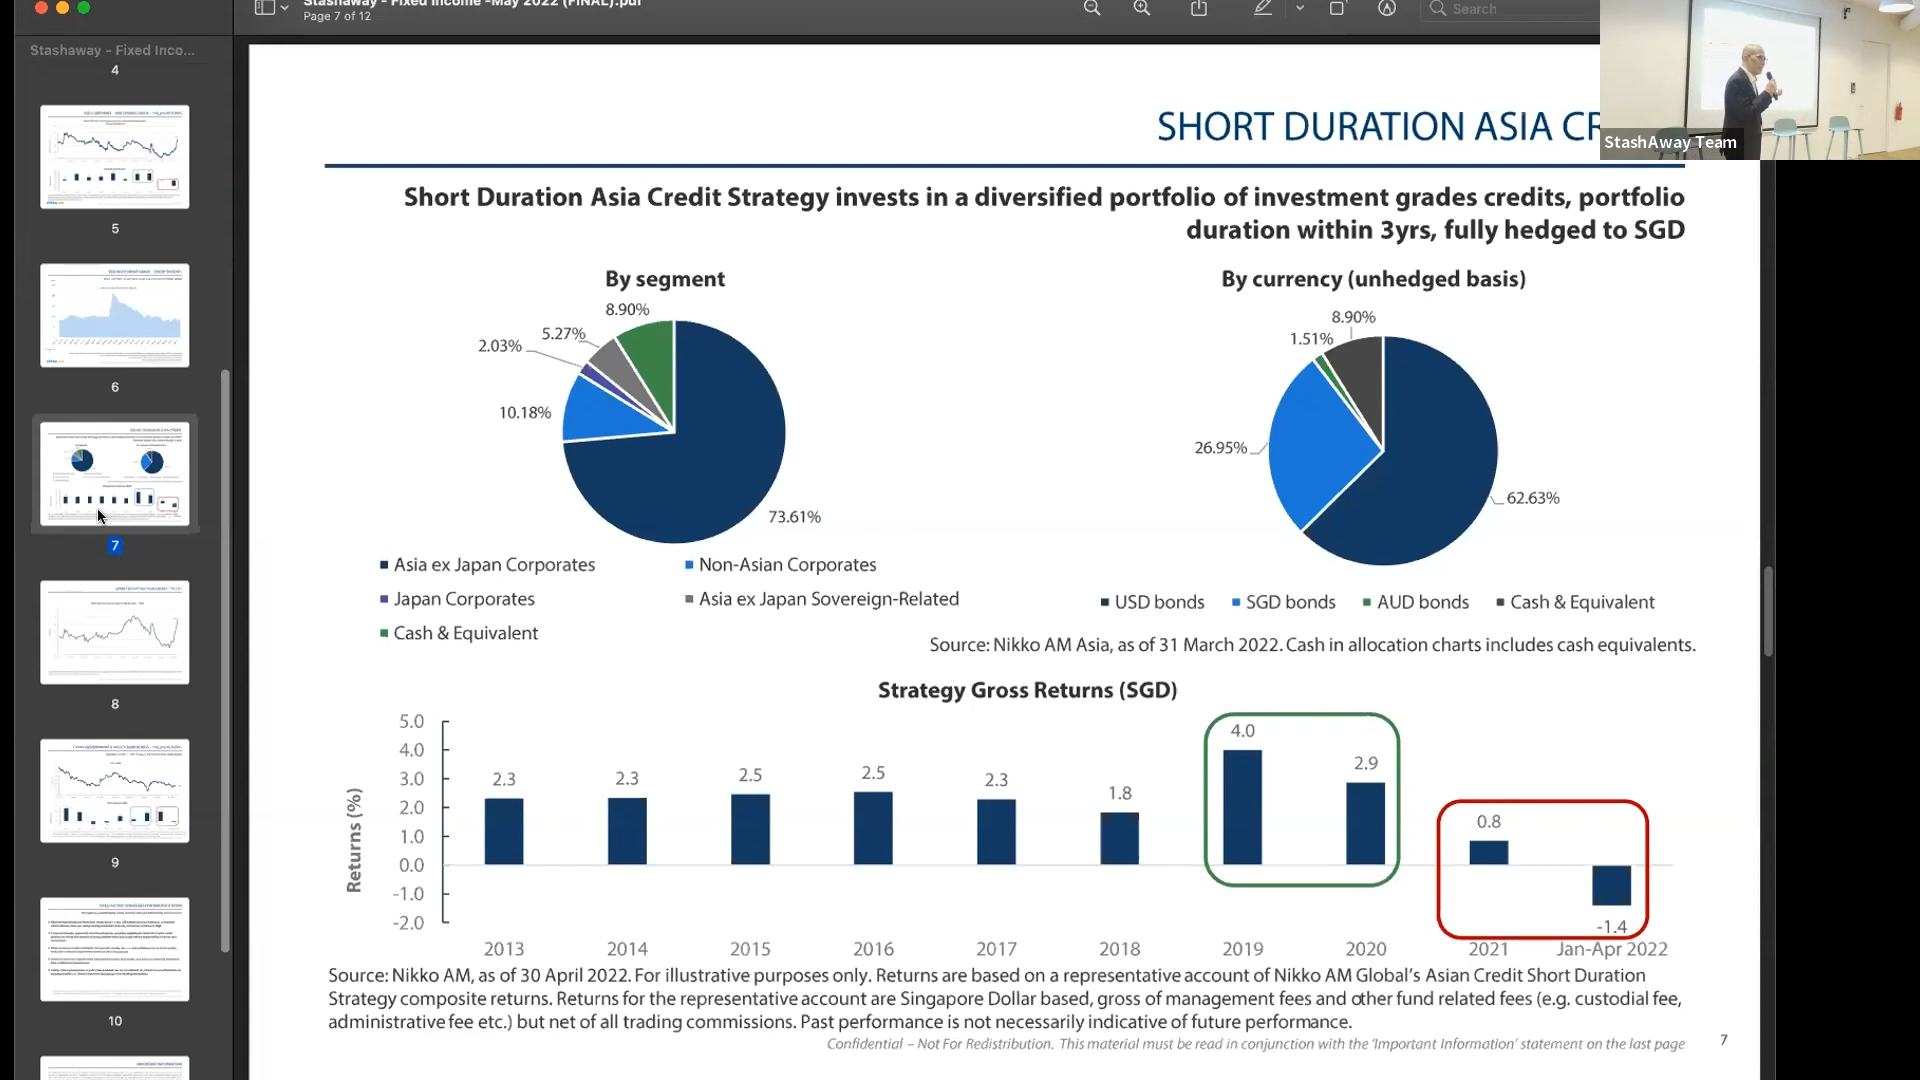 Stashaway - Fixed Income -May 2022 (FINAL).pdf
Page 7 of 12
Search
Stashaway - Fixed Inco...
4
5
6
7
8
9
10
StashAway Team
SHORT DURATION ASIA
Short Duration Asia Credit Strategy invests in a diversified portfolio of investment grades credits, portfolio
duration within 3yrs, fully hedged to SGD
By segment
8.90%
5.27%
2.03%
10.18%
73.61%
Asia ex Japan Corporates
Non-Asian Corporates
Japan Corporates
Asia ex Japan Sovereign-Related
Cash & Equivalent
By currency (unhedged basis)
8.90%
1.51%
26.95%
62.63%
USD bonds
SGD bonds
AUD bonds
Cash & Equivalent
Source: Nikko AM Asia, as of 31 March 2022. Cash in allocation charts includes cash equivalents.
Strategy Gross Returns (SGD)
Returns (%)
5.0
4.0
3.0
2.0
1.0
0.0
-1.0
-2.0
2.3
2.3
2.5
2.5
2.3
1.8
4.0
2.9
0.8
-1.4
2013
2014
2015
2016
2017
2018
2019
2020
2021
Jan-Apr 2022
Source: Nikko AM, as of 30 April 2022. For illustrative purposes only. Returns are based on a representative account of Nikko AM Global's Asian Credit Short Duration
Strategy composite returns. Returns for the representative account are Singapore Dollar based, gross of management fees and other fund related fees (e.g. custodial fee,
administrative fee etc.) but net of all trading commissions. Past performance is not necessarily indicative of future performance.
Confidential – Not For Redistribution. This material must be read in conjunction with the 'Important Information' statement on the last page
7